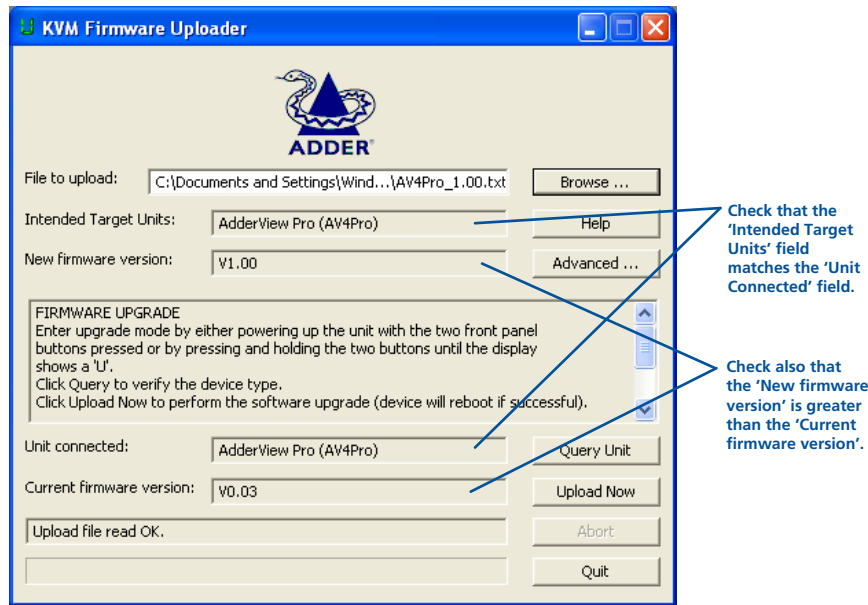 KVM Firmware Uploader
ADDER®
File to upload:
C:\Documents and Settings\Wind...\AV4Pro_1.00.txt
Browse ...
Intended Target Units:
AdderView Pro (AV4Pro)
Help
New firmware version:
V1.00
Advanced ...
FIRMWARE UPGRADE
Enter upgrade mode by either powering up the unit with the two front panel
buttons pressed or by pressing and holding the two buttons until the display
shows a 'U'.
Click Query to verify the device type.
Click Upload Now to perform the software upgrade (device will reboot if successful).
Unit connected:
AdderView Pro (AV4Pro)
Query Unit
Current firmware version:
V0.03
Upload Now
Upload file read OK.
Abort
Quit
Check that the
'Intended Target
Units' field
matches the 'Unit
Connected' field.
Check also that
the 'New firmware
version' is greater
than the 'Current
firmware version'.